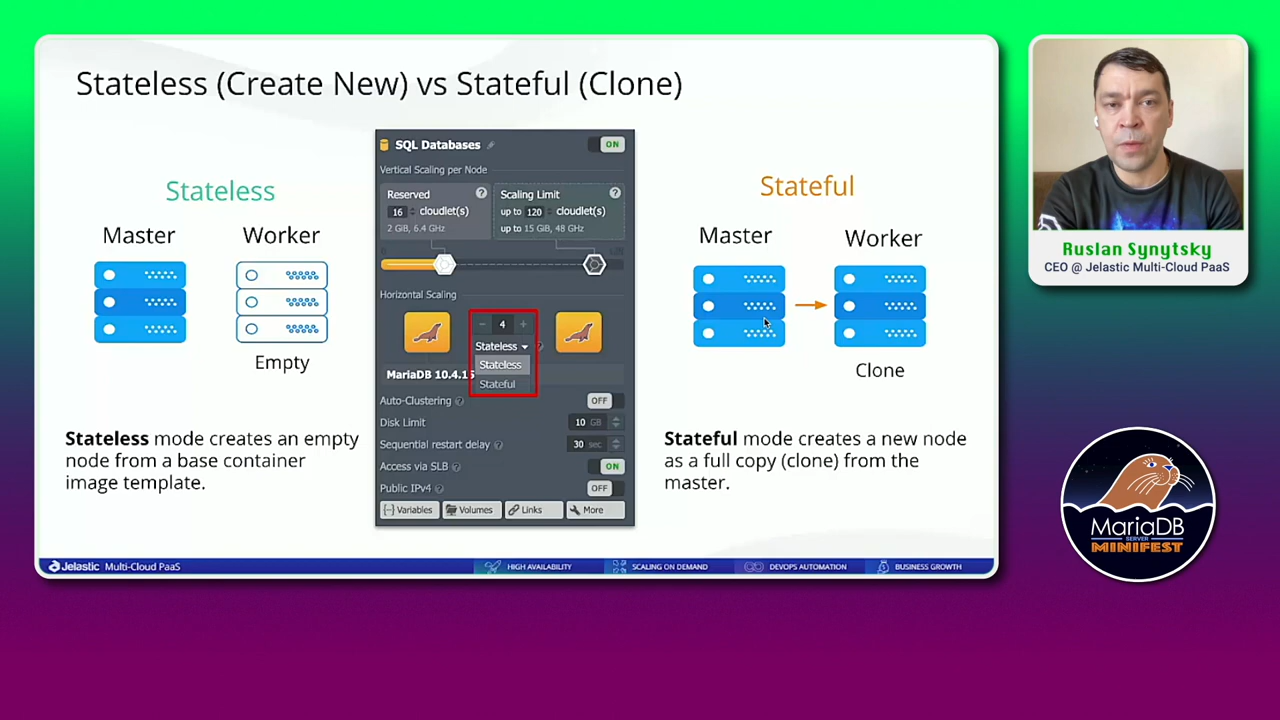 Stateless (Create New) vs Stateful (Clone)
Stateless
Master
Worker
Empty
Stateless mode creates an empty
node from a base container
image template.
SQL Databases
ON
Vertical Scaling per Node
Reserved ?
16 cloudlet(s)
2 GiB, 6.4 GHz
Scaling Limit ?
up to 120 cloudlet(s)
up to 15 GiB, 48 GHz
Horizontal Scaling
− 4 +
Stateless
Stateless
Stateful
MariaDB 10.4.15
Auto-Clustering ? OFF
Disk Limit 10 GB
Sequential restart delay ? 30 sec
Access via SLB ? ON
Public IPv4 ? OFF
Variables
Volumes
Links
More
Stateful
Master
Worker
Clone
Stateful mode creates a new node
as a full copy (clone) from the
master.
Jelastic Multi-Cloud PaaS
HIGH AVAILABILITY
SCALING ON DEMAND
DEVOPS AUTOMATION
BUSINESS GROWTH
Ruslan Synytsky
CEO @ Jelastic Multi-Cloud PaaS
MariaDB
SERVER
MINIFEST